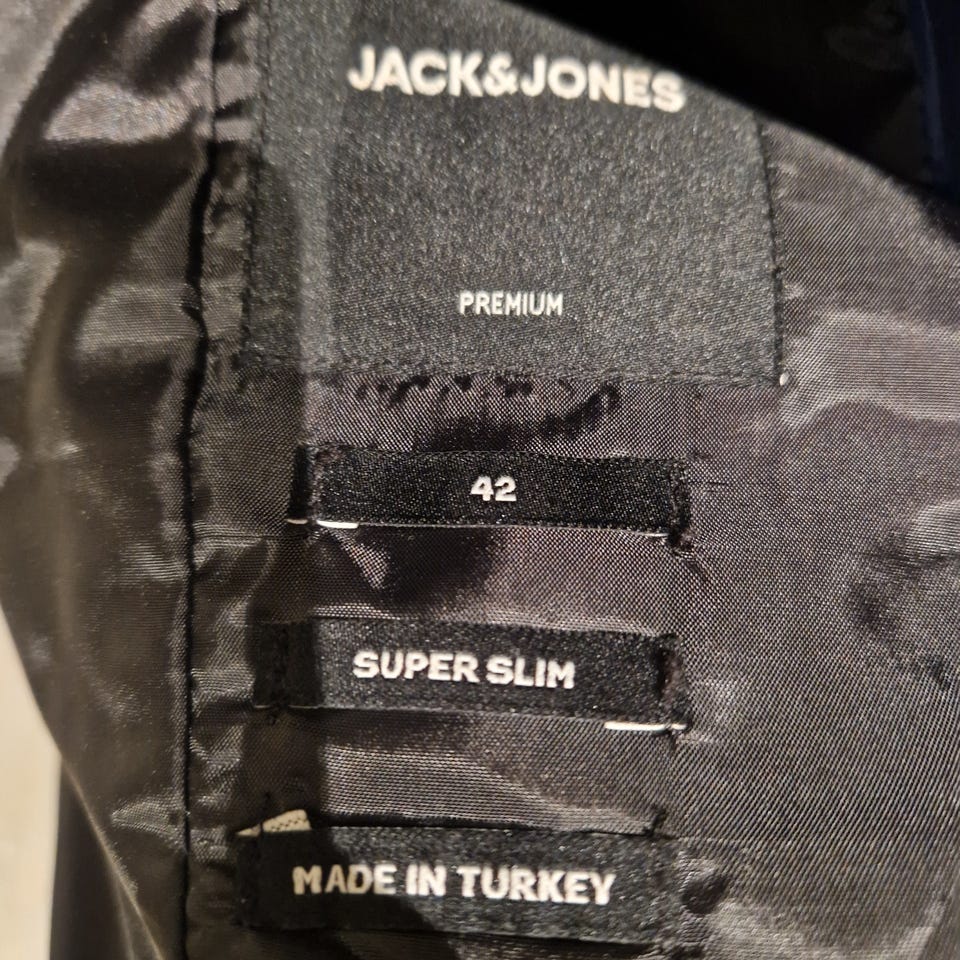 JACK&JONES
PREMIUM
42
SUPER SLIM
MADE IN TURKEY